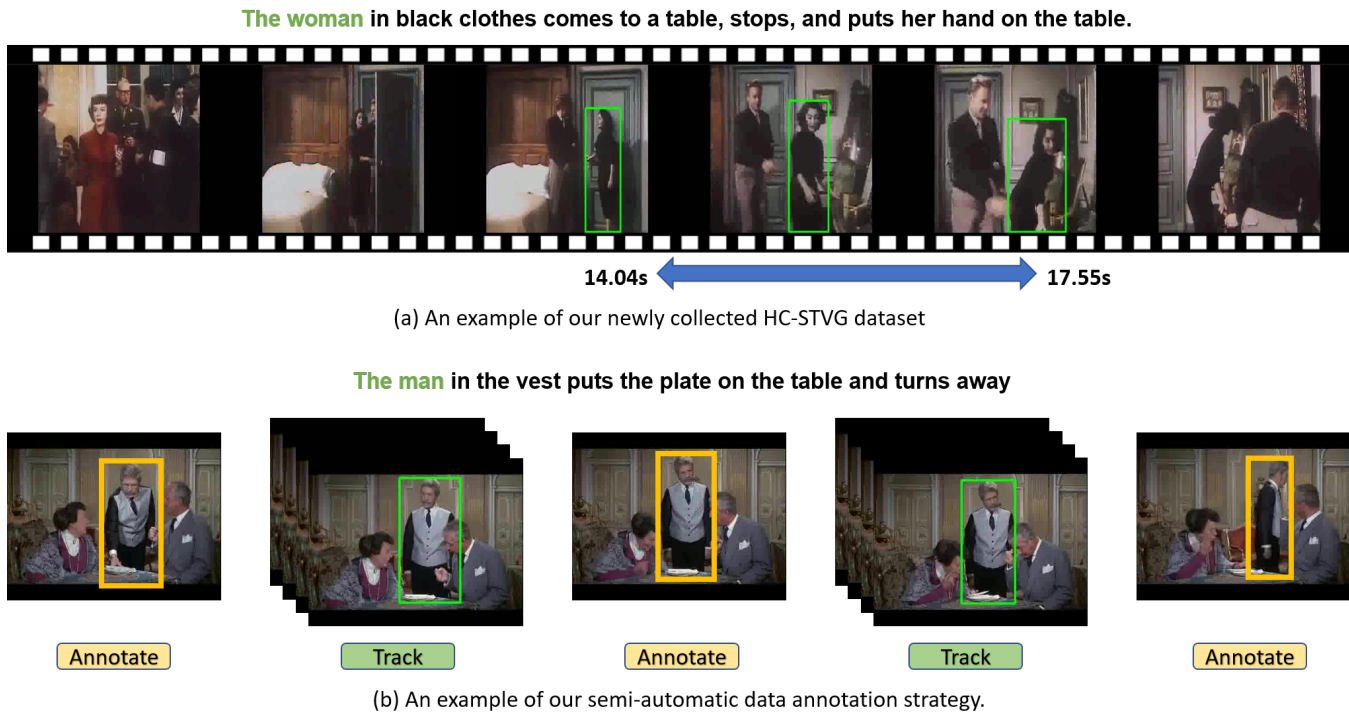 The woman in black clothes comes to a table, stops, and puts her hand on the table.
14.04s
17.55s
(a) An example of our newly collected HC-STVG dataset
The man in the vest puts the plate on the table and turns away
Annotate
Track
Annotate
Track
Annotate
(b) An example of our semi-automatic data annotation strategy.